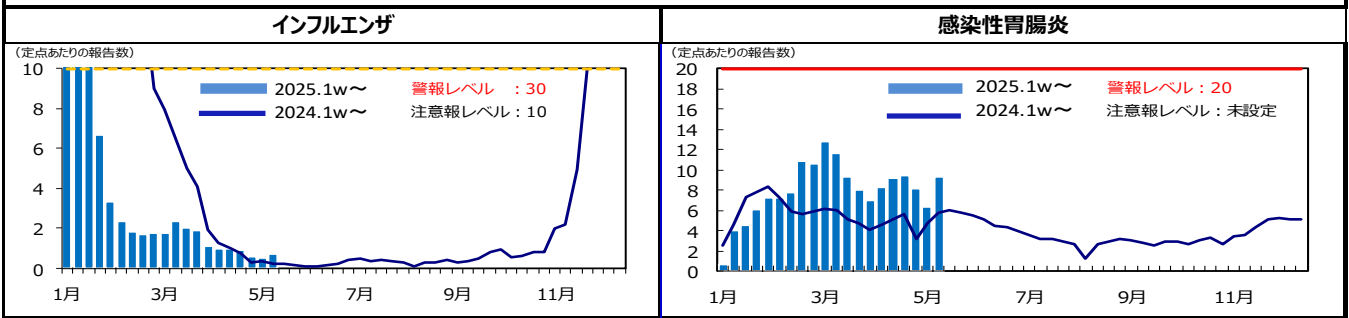 インフルエンザ
（定点あたりの報告数）
10
8
6
4
2
0
2025.1w～ 警報レベル ：30
2024.1w～ 注意報レベル：10
1月 3月 5月 7月 9月 11月
感染性胃腸炎
（定点あたりの報告数）
20
18
16
14
12
10
8
6
4
2
0
2025.1w～ 警報レベル：20
2024.1w～ 注意報レベル：未設定
1月 3月 5月 7月 9月 11月